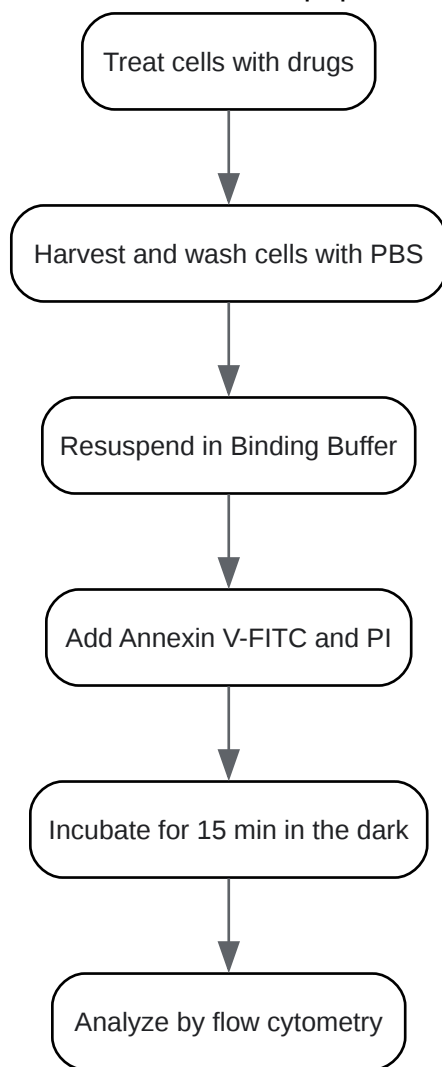 Treat cells with drugs
Harvest and wash cells with PBS
Resuspend in Binding Buffer
Add Annexin V-FITC and PI
Incubate for 15 min in the dark
Analyze by flow cytometry